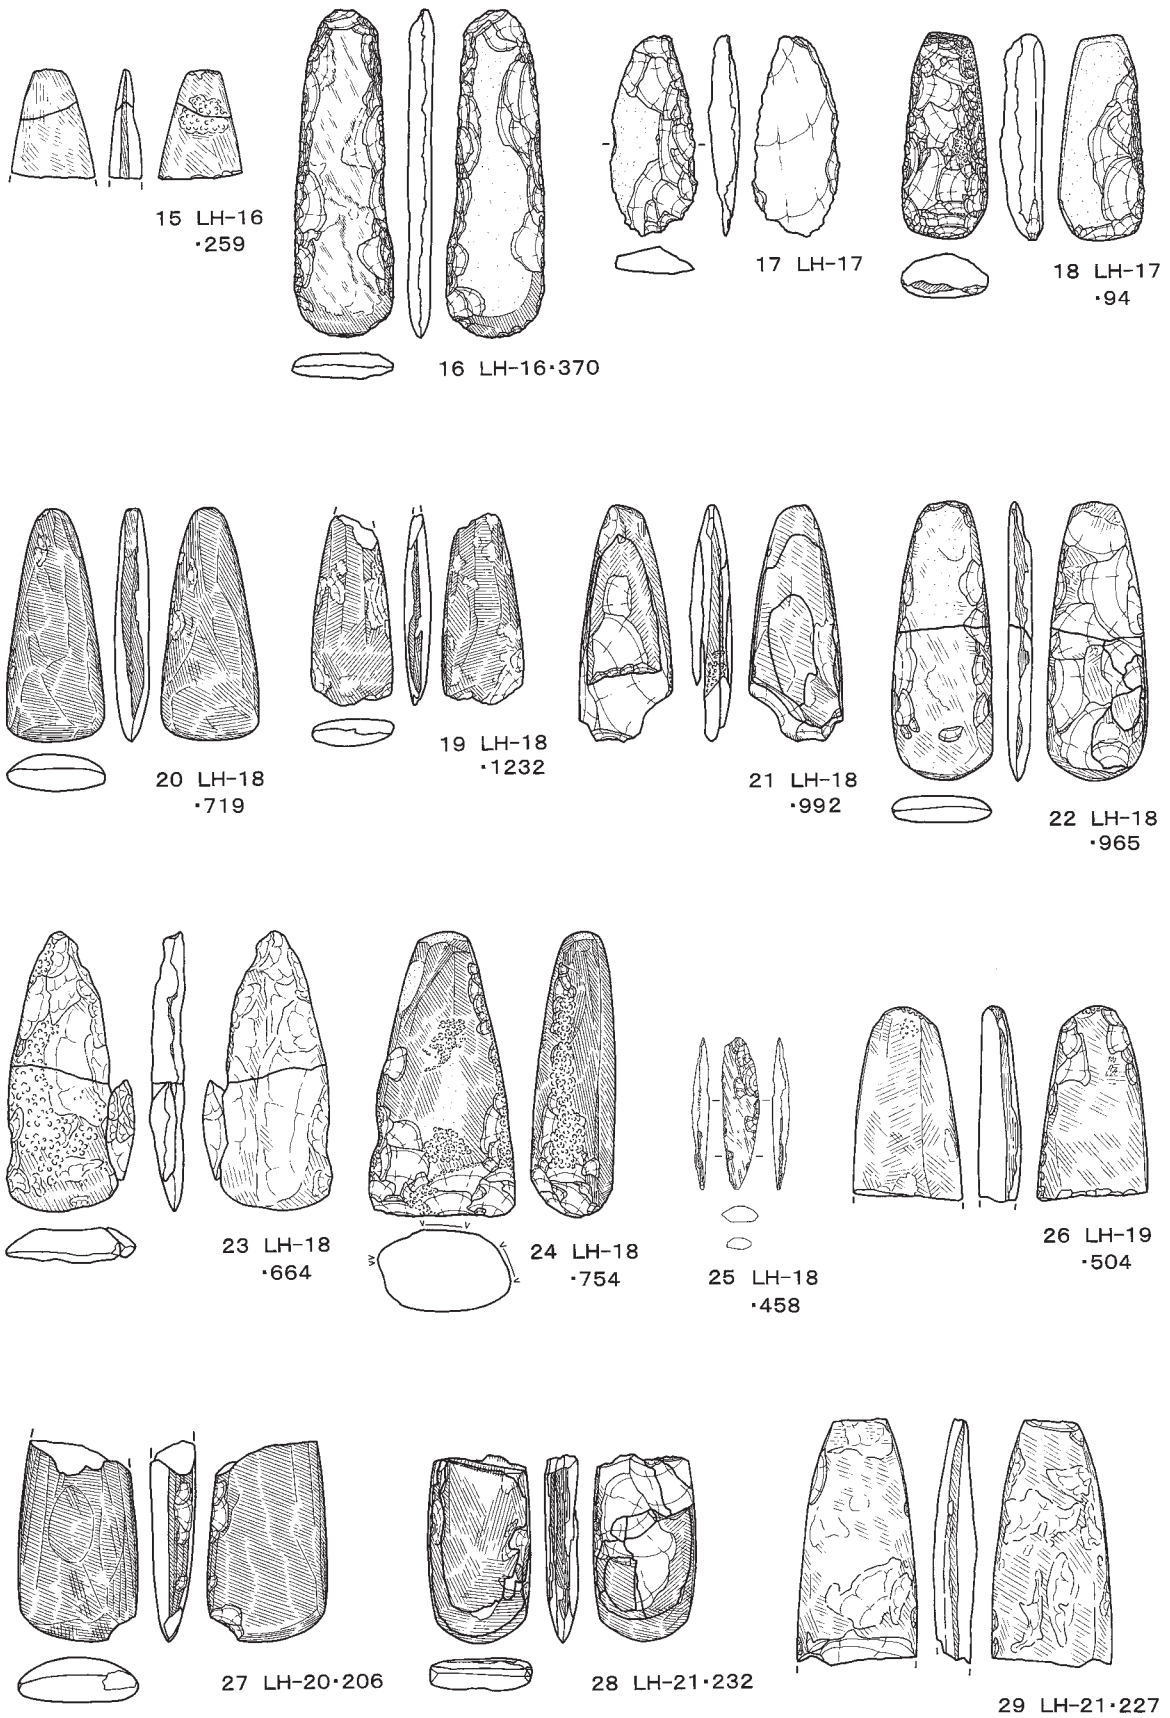 15 LH-16
·259
16 LH-16·370
17 LH-17
18 LH-17
·94
20 LH-18
·719
19 LH-18
·1232
21 LH-18
·992
22 LH-18
·965
23 LH-18
·664
24 LH-18
·754
25 LH-18
·458
26 LH-19
·504
27 LH-20·206
28 LH-21·232
29 LH-21·227